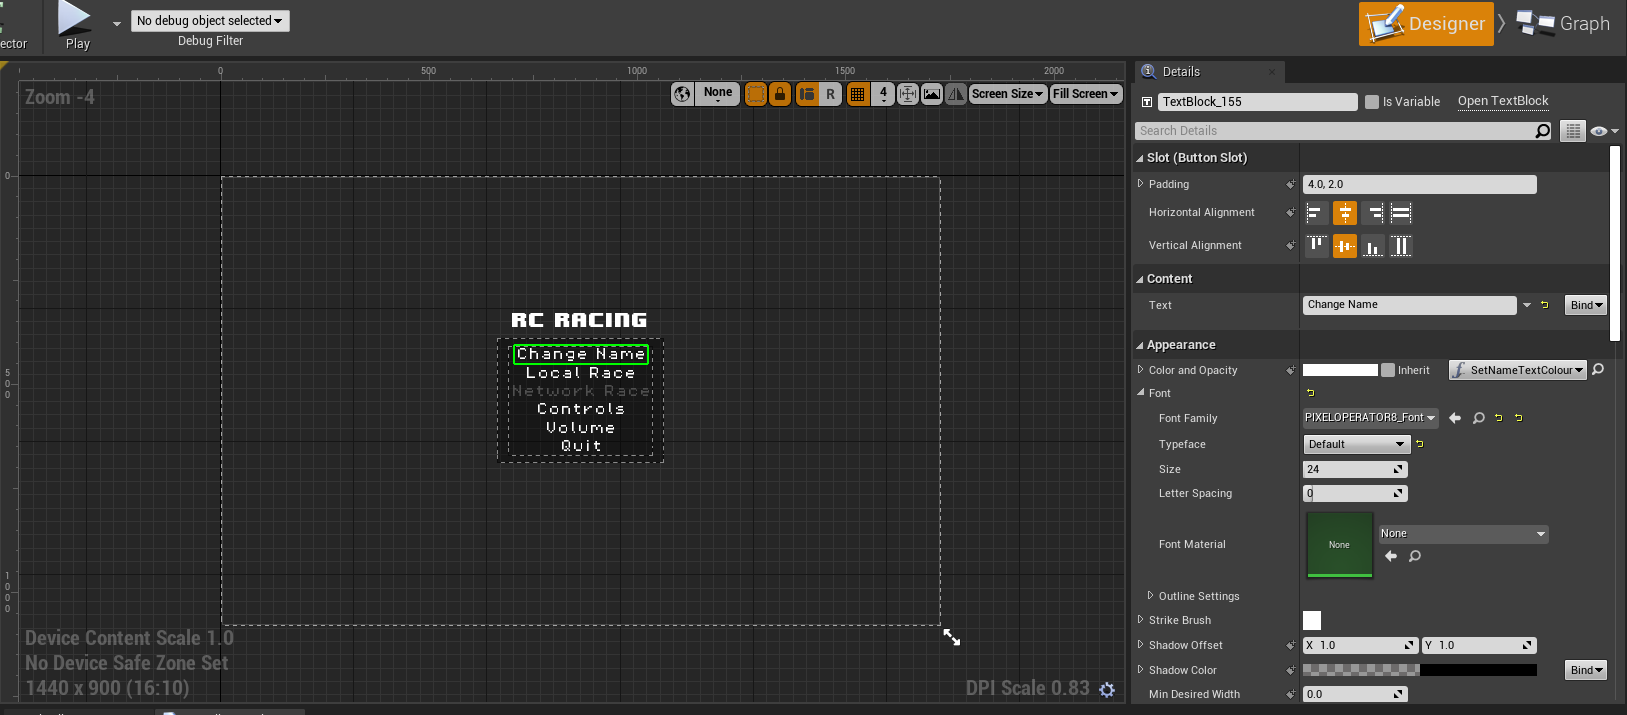 ector
Play
No debug object selected
Debug Filter
Designer
Graph
0 500 1000 1500 2000
Zoom -4
None
R
4
Screen Size
Fill Screen
0
500
1000
RC RACING
Change Name
Local Race
Network Race
Controls
Volume
Quit
Device Content Scale 1.0
No Device Safe Zone Set
1440 x 900 (16:10)
DPI Scale 0.83
Details
TextBlock_155
Is Variable
Open TextBlock
Search Details
Slot (Button Slot)
Padding
4.0, 2.0
Horizontal Alignment
Vertical Alignment
Content
Text
Change Name
Bind
Appearance
Color and Opacity
Inherit
SetNameTextColour
Font
Font Family
PIXELOPERATOR8_Font
Typeface
Default
Size
24
Letter Spacing
0
Font Material
None
None
Outline Settings
Strike Brush
Shadow Offset
X 1.0
Y 1.0
Shadow Color
Bind
Min Desired Width
0.0